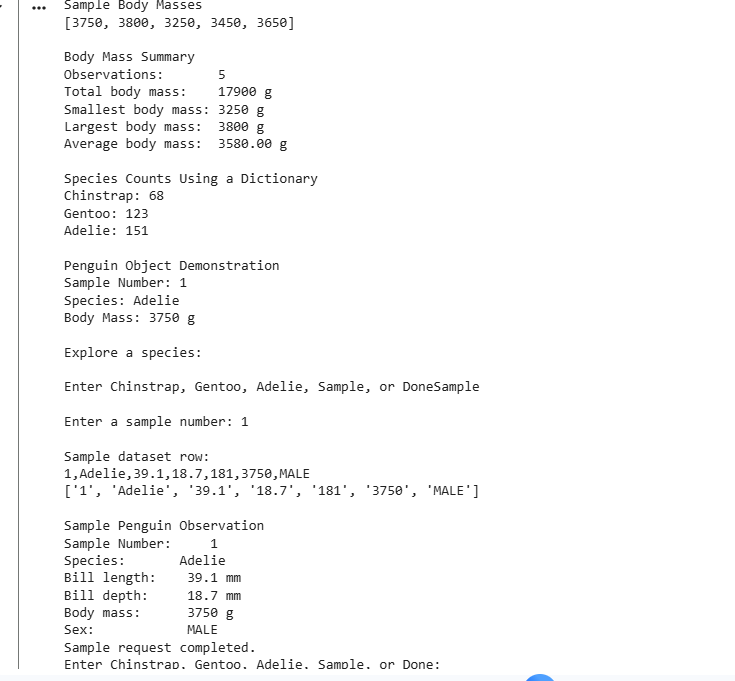 Sample Body Masses
[3750, 3800, 3250, 3450, 3650]
Body Mass Summary
Observations:       5
Total body mass:    17900 g
Smallest body mass: 3250 g
Largest body mass:  3800 g
Average body mass:  3580.00 g
Species Counts Using a Dictionary
Chinstrap: 68
Gentoo: 123
Adelie: 151
Penguin Object Demonstration
Sample Number: 1
Species: Adelie
Body Mass: 3750 g
Explore a species:
Enter Chinstrap, Gentoo, Adelie, Sample, or DoneSample
Enter a sample number: 1
Sample dataset row:
1,Adelie,39.1,18.7,181,3750,MALE
['1', 'Adelie', '39.1', '18.7', '181', '3750', 'MALE']
Sample Penguin Observation
Sample Number:     1
Species:       Adelie
Bill length:    39.1 mm
Bill depth:     18.7 mm
Body mass:      3750 g
Sex:            MALE
Sample request completed.
Enter Chinstrap, Gentoo, Adelie, Sample, or Done: